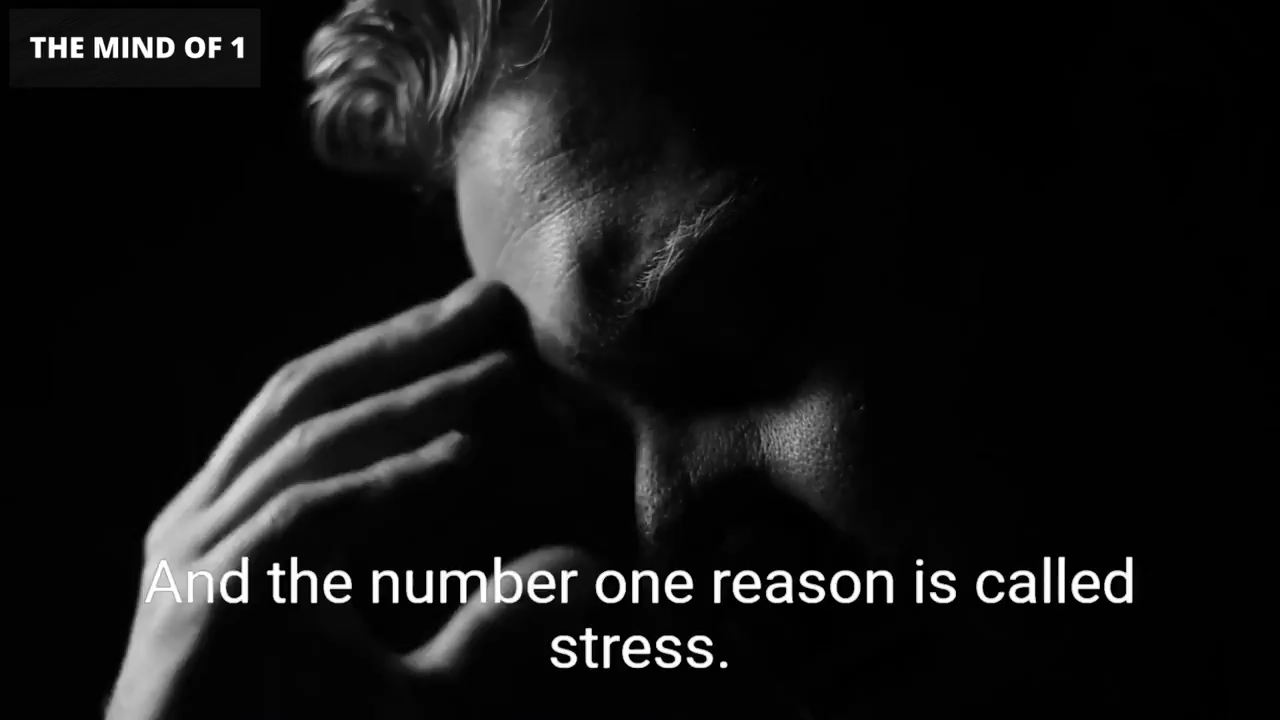 THE MIND OF 1
And the number one reason is called
stress.